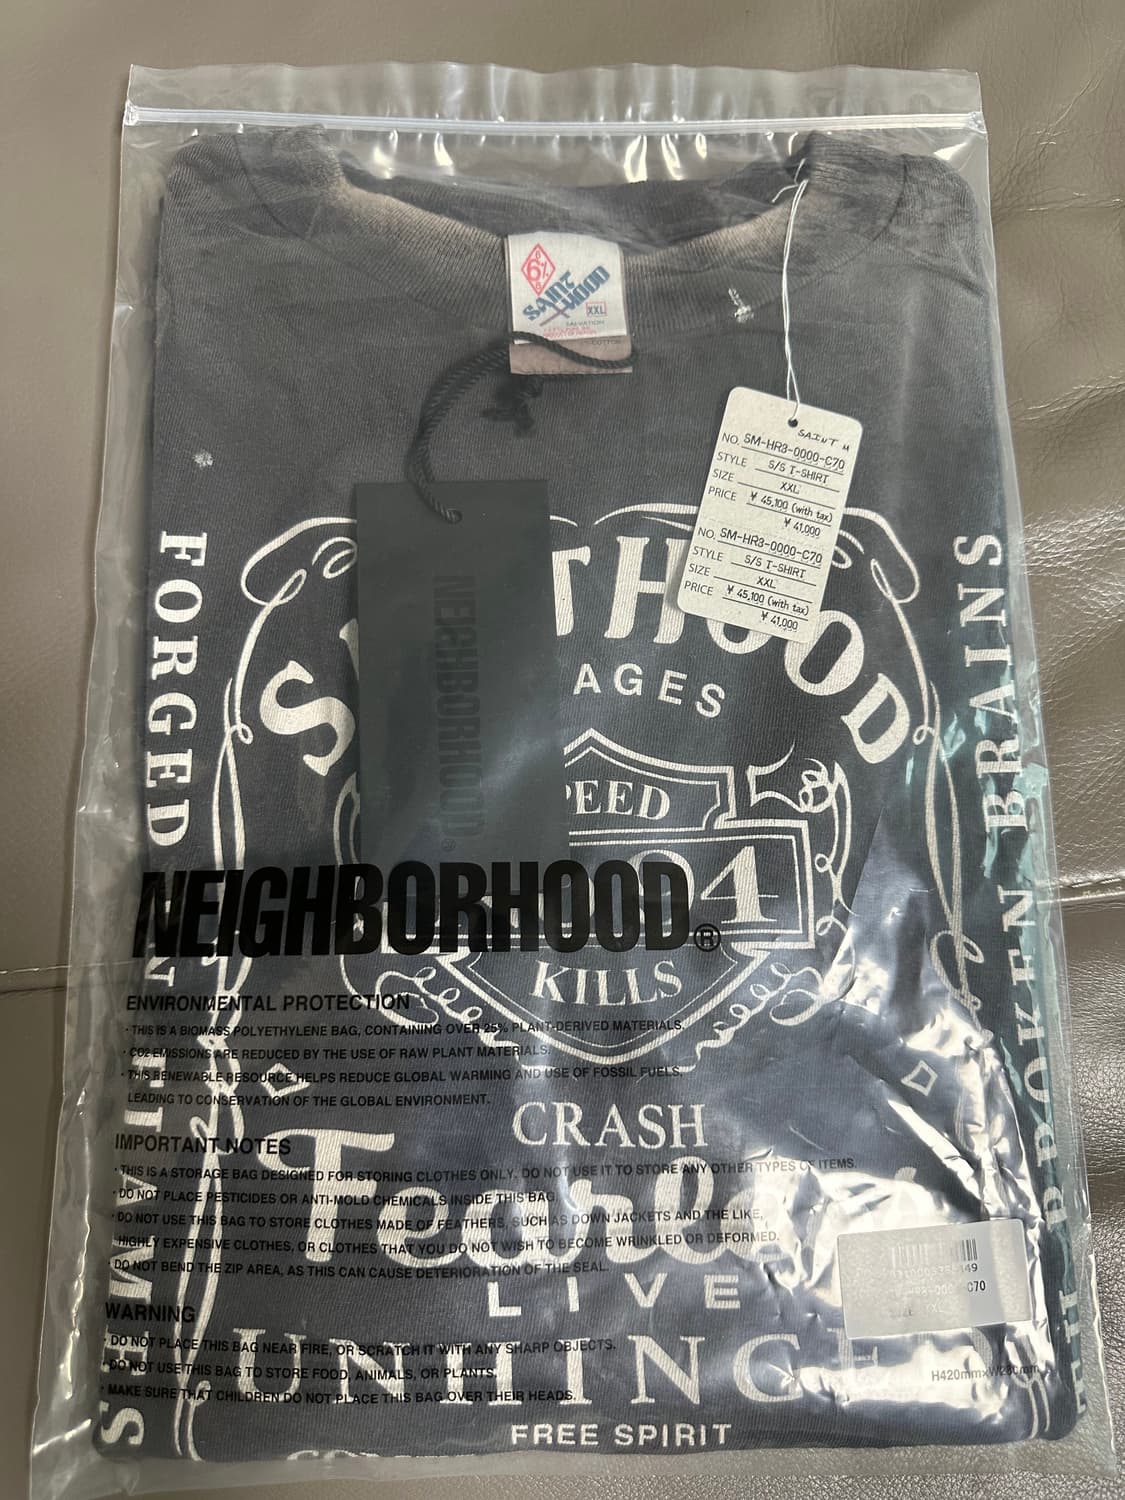 6%
SAINT
HOOD
XXL
SALVATION
COTTON
SAINT M
NO. SM-HR3-0000-C70
STYLE S/S T-SHIRT
SIZE XXL
PRICE ¥ 45,100 (with tax)
¥ 41,000
NO. SM-HR3-0000-C70
STYLE S/S T-SHIRT
SIZE XXL
PRICE ¥ 45,100 (with tax)
¥ 41,000
NEIGHBORHOOD®
FORGED IN FLAMES
BROKEN BRAINS
AGES
KILLS
CRASH
LIVE
FREE SPIRIT
NEIGHBORHOOD®
ENVIRONMENTAL PROTECTION
· THIS IS A BIOMASS POLYETHYLENE BAG, CONTAINING OVER 25% PLANT-DERIVED MATERIALS.
· CO2 EMISSIONS ARE REDUCED BY THE USE OF RAW PLANT MATERIALS.
· THIS RENEWABLE RESOURCE HELPS REDUCE GLOBAL WARMING AND USE OF FOSSIL FUELS,
LEADING TO CONSERVATION OF THE GLOBAL ENVIRONMENT.
IMPORTANT NOTES
· THIS IS A STORAGE BAG DESIGNED FOR STORING CLOTHES ONLY. DO NOT USE IT TO STORE ANY OTHER TYPES OF ITEMS.
· DO NOT PLACE PESTICIDES OR ANTI-MOLD CHEMICALS INSIDE THIS BAG.
· DO NOT USE THIS BAG TO STORE CLOTHES MADE OF FEATHERS, SUCH AS DOWN JACKETS AND THE LIKE,
HIGHLY EXPENSIVE CLOTHES, OR CLOTHES THAT YOU DO NOT WISH TO BECOME WRINKLED OR DEFORMED.
· DO NOT BEND THE ZIP AREA, AS THIS CAN CAUSE DETERIORATION OF THE SEAL.
WARNING
· DO NOT PLACE THIS BAG NEAR FIRE, OR SCRATCH IT WITH ANY SHARP OBJECTS.
· DO NOT USE THIS BAG TO STORE FOOD, ANIMALS, OR PLANTS.
· MAKE SURE THAT CHILDREN DO NOT PLACE THIS BAG OVER THEIR HEADS.
H420mm×W280mm